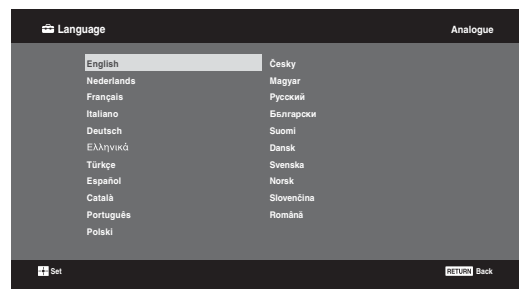 Language
Analogue
English
Nederlands
Français
Italiano
Deutsch
Ελληνικά
Türkçe
Español
Català
Português
Polski
Česky
Magyar
Русский
Български
Suomi
Dansk
Svenska
Norsk
Slovenčina
Română
Set
RETURN Back